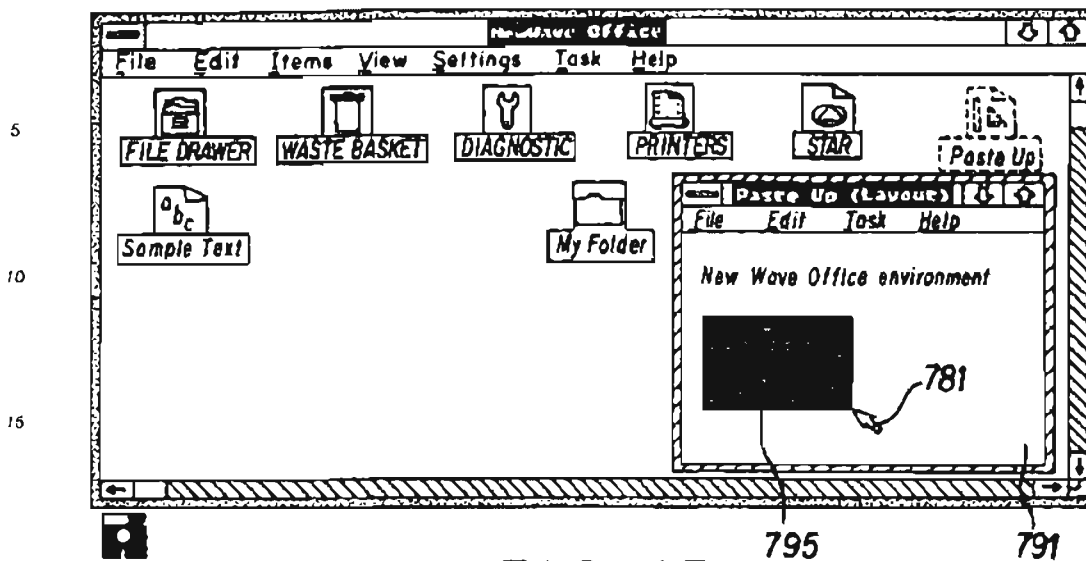 NewWave Office
File Edit Items View Settings Task Help
5
FILE DRAWER WASTE BASKET DIAGNOSTIC PRINTERS STAR Paste Up
Paste Up (Layout)
File Edit Task Help
abc
Sample Text My Folder
10
New Wave Office environment
781
15
795 791